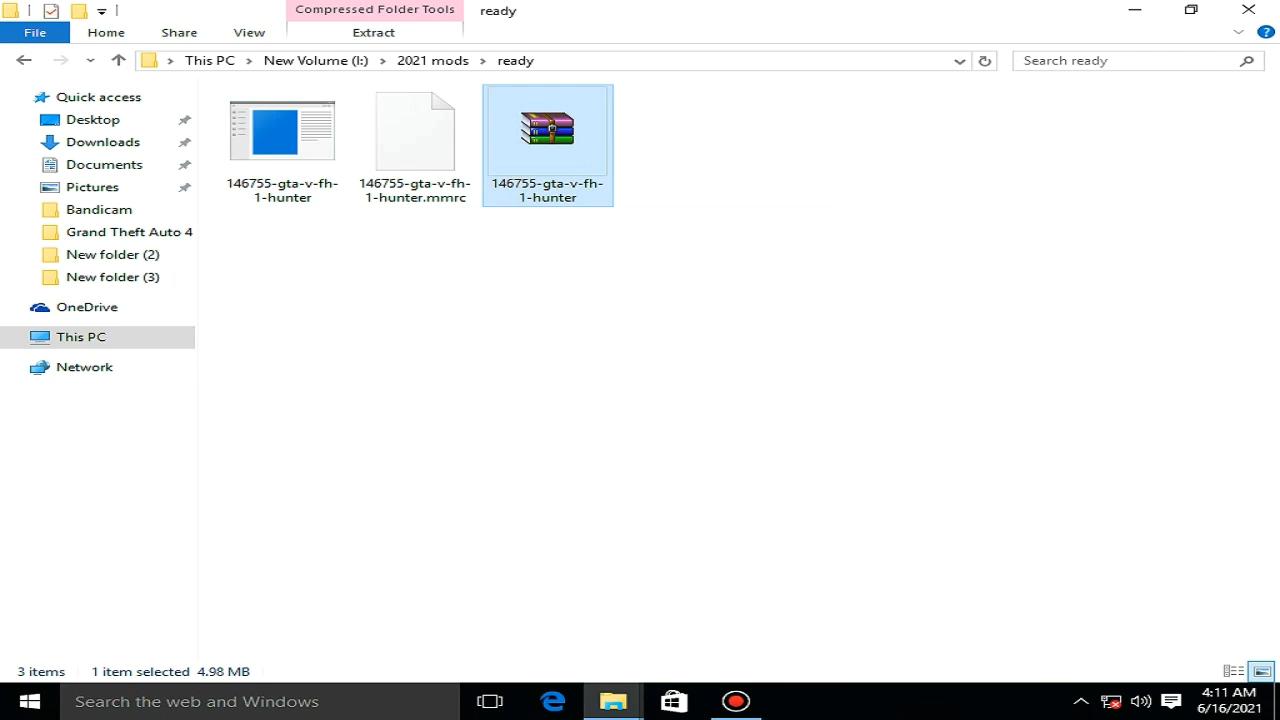 Compressed Folder Tools
ready
File
Home
Share
View
Extract
This PC
New Volume (I:)
2021 mods
ready
Search ready
Quick access
Desktop
Downloads
Documents
Pictures
Bandicam
Grand Theft Auto 4
New folder (2)
New folder (3)
OneDrive
This PC
Network
146755-gta-v-fh-
1-hunter
146755-gta-v-fh-
1-hunter.mmrc
146755-gta-v-fh-
1-hunter
3 items
1 item selected 4.98 MB
Search the web and Windows
4:11 AM
6/16/2021